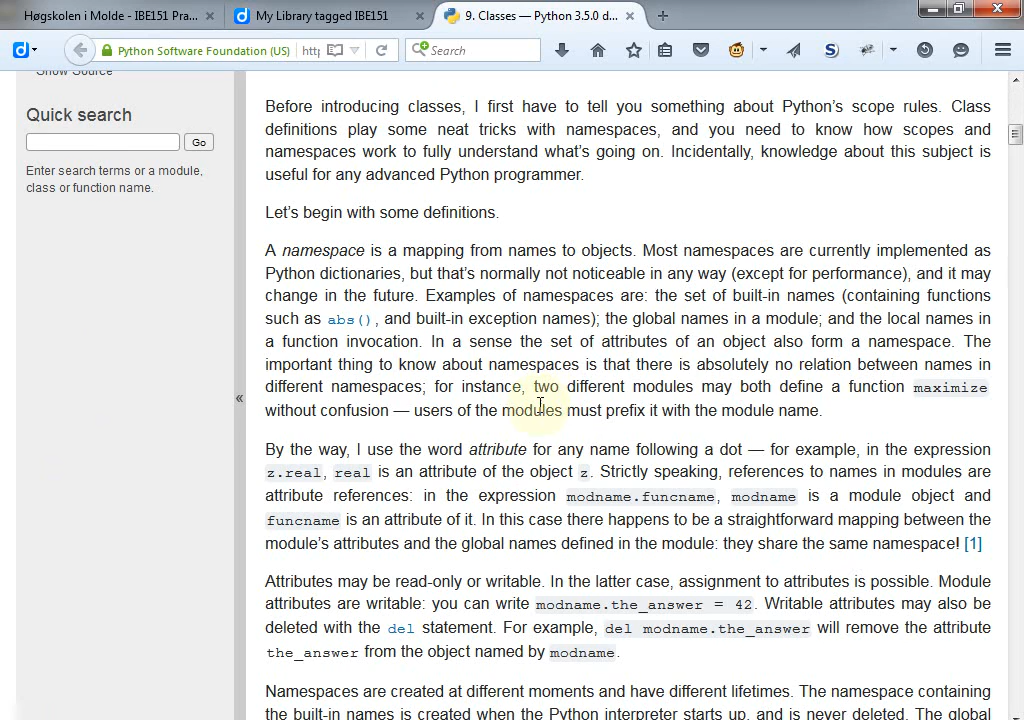 Høgskolen i Molde - IBE151 Pra... × My Library tagged IBE151 × 9. Classes — Python 3.5.0 d... × +
Python Software Foundation (US) http Search
Show Source
Quick search
Go
Enter search terms or a module,
class or function name.
«
Before introducing classes, I first have to tell you something about Python’s scope rules. Class
definitions play some neat tricks with namespaces, and you need to know how scopes and
namespaces work to fully understand what’s going on. Incidentally, knowledge about this subject is
useful for any advanced Python programmer.
Let’s begin with some definitions.
A namespace is a mapping from names to objects. Most namespaces are currently implemented as
Python dictionaries, but that’s normally not noticeable in any way (except for performance), and it may
change in the future. Examples of namespaces are: the set of built-in names (containing functions
such as abs(), and built-in exception names); the global names in a module; and the local names in
a function invocation. In a sense the set of attributes of an object also form a namespace. The
important thing to know about namespaces is that there is absolutely no relation between names in
different namespaces; for instance, two different modules may both define a function maximize
without confusion — users of the modules must prefix it with the module name.
By the way, I use the word attribute for any name following a dot — for example, in the expression
z.real, real is an attribute of the object z. Strictly speaking, references to names in modules are
attribute references: in the expression modname.funcname, modname is a module object and
funcname is an attribute of it. In this case there happens to be a straightforward mapping between the
module’s attributes and the global names defined in the module: they share the same namespace! [1]
Attributes may be read-only or writable. In the latter case, assignment to attributes is possible. Module
attributes are writable: you can write modname.the_answer = 42. Writable attributes may also be
deleted with the del statement. For example, del modname.the_answer will remove the attribute
the_answer from the object named by modname.
Namespaces are created at different moments and have different lifetimes. The namespace containing
the built-in names is created when the Python interpreter starts up, and is never deleted. The global